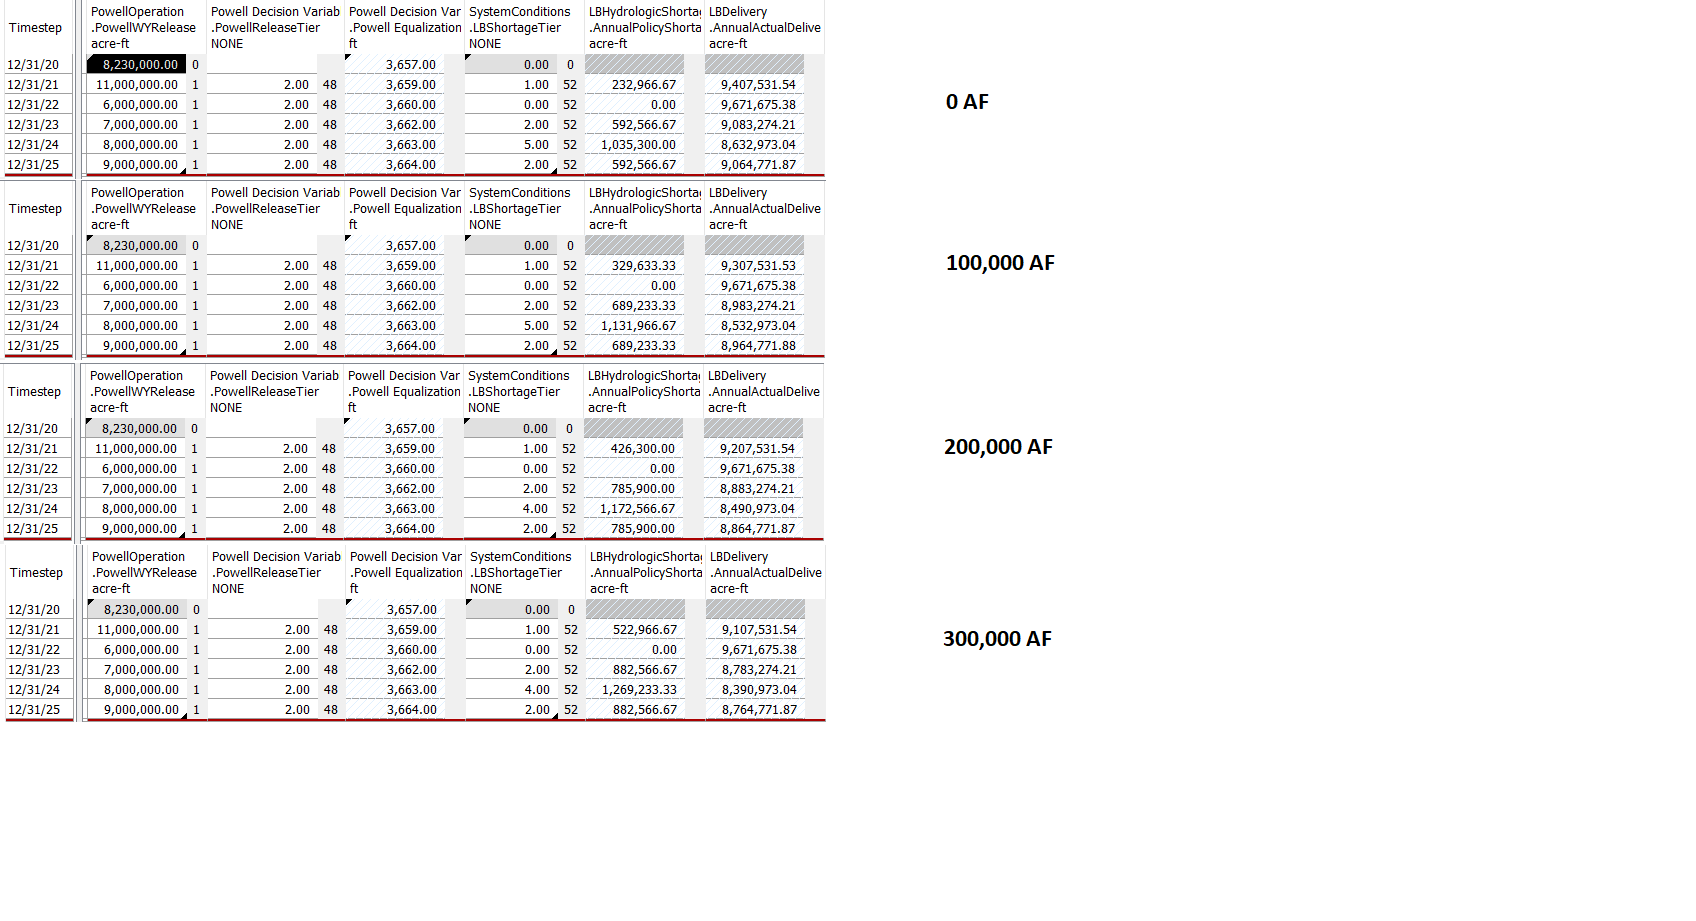 Timestep PowellOperation Powell Decision Variab Powell Decision Var SystemConditions LBHydrologicShorta LBDelivery
.PowellWYRelease .PowellReleaseTier .Powell Equalization .LBShortageTier .AnnualPolicyShorta .AnnualActualDelive
acre-ft NONE ft NONE acre-ft acre-ft
12/31/20 8,230,000.00 0 3,657.00 0.00 0
12/31/21 11,000,000.00 1 2.00 48 3,659.00 1.00 52 232,966.67 9,407,531.54
12/31/22 6,000,000.00 1 2.00 48 3,660.00 0.00 52 0.00 9,671,675.38
12/31/23 7,000,000.00 1 2.00 48 3,662.00 2.00 52 592,566.67 9,083,274.21
12/31/24 8,000,000.00 1 2.00 48 3,663.00 5.00 52 1,035,300.00 8,632,973.04
12/31/25 9,000,000.00 1 2.00 48 3,664.00 2.00 52 592,566.67 9,064,771.87
0 AF
Timestep PowellOperation Powell Decision Variab Powell Decision Var SystemConditions LBHydrologicShorta LBDelivery
.PowellWYRelease .PowellReleaseTier .Powell Equalization .LBShortageTier .AnnualPolicyShorta .AnnualActualDelive
acre-ft NONE ft NONE acre-ft acre-ft
12/31/20 8,230,000.00 0 3,657.00 0.00 0
12/31/21 11,000,000.00 1 2.00 48 3,659.00 1.00 52 329,633.33 9,307,531.53
12/31/22 6,000,000.00 1 2.00 48 3,660.00 0.00 52 0.00 9,671,675.38
12/31/23 7,000,000.00 1 2.00 48 3,662.00 2.00 52 689,233.33 8,983,274.21
12/31/24 8,000,000.00 1 2.00 48 3,663.00 5.00 52 1,131,966.67 8,532,973.04
12/31/25 9,000,000.00 1 2.00 48 3,664.00 2.00 52 689,233.33 8,964,771.88
100,000 AF
Timestep PowellOperation Powell Decision Variab Powell Decision Var SystemConditions LBHydrologicShorta LBDelivery
.PowellWYRelease .PowellReleaseTier .Powell Equalization .LBShortageTier .AnnualPolicyShorta .AnnualActualDelive
acre-ft NONE ft NONE acre-ft acre-ft
12/31/20 8,230,000.00 0 3,657.00 0.00 0
12/31/21 11,000,000.00 1 2.00 48 3,659.00 1.00 52 426,300.00 9,207,531.54
12/31/22 6,000,000.00 1 2.00 48 3,660.00 0.00 52 0.00 9,671,675.38
12/31/23 7,000,000.00 1 2.00 48 3,662.00 2.00 52 785,900.00 8,883,274.21
12/31/24 8,000,000.00 1 2.00 48 3,663.00 4.00 52 1,172,566.67 8,490,973.04
12/31/25 9,000,000.00 1 2.00 48 3,664.00 2.00 52 785,900.00 8,864,771.87
200,000 AF
Timestep PowellOperation Powell Decision Variab Powell Decision Var SystemConditions LBHydrologicShorta LBDelivery
.PowellWYRelease .PowellReleaseTier .Powell Equalization .LBShortageTier .AnnualPolicyShorta .AnnualActualDelive
acre-ft NONE ft NONE acre-ft acre-ft
12/31/20 8,230,000.00 0 3,657.00 0.00 0
12/31/21 11,000,000.00 1 2.00 48 3,659.00 1.00 52 522,966.67 9,107,531.54
12/31/22 6,000,000.00 1 2.00 48 3,660.00 0.00 52 0.00 9,671,675.38
12/31/23 7,000,000.00 1 2.00 48 3,662.00 2.00 52 882,566.67 8,783,274.21
12/31/24 8,000,000.00 1 2.00 48 3,663.00 4.00 52 1,269,233.33 8,390,973.04
12/31/25 9,000,000.00 1 2.00 48 3,664.00 2.00 52 882,566.67 8,764,771.87
300,000 AF